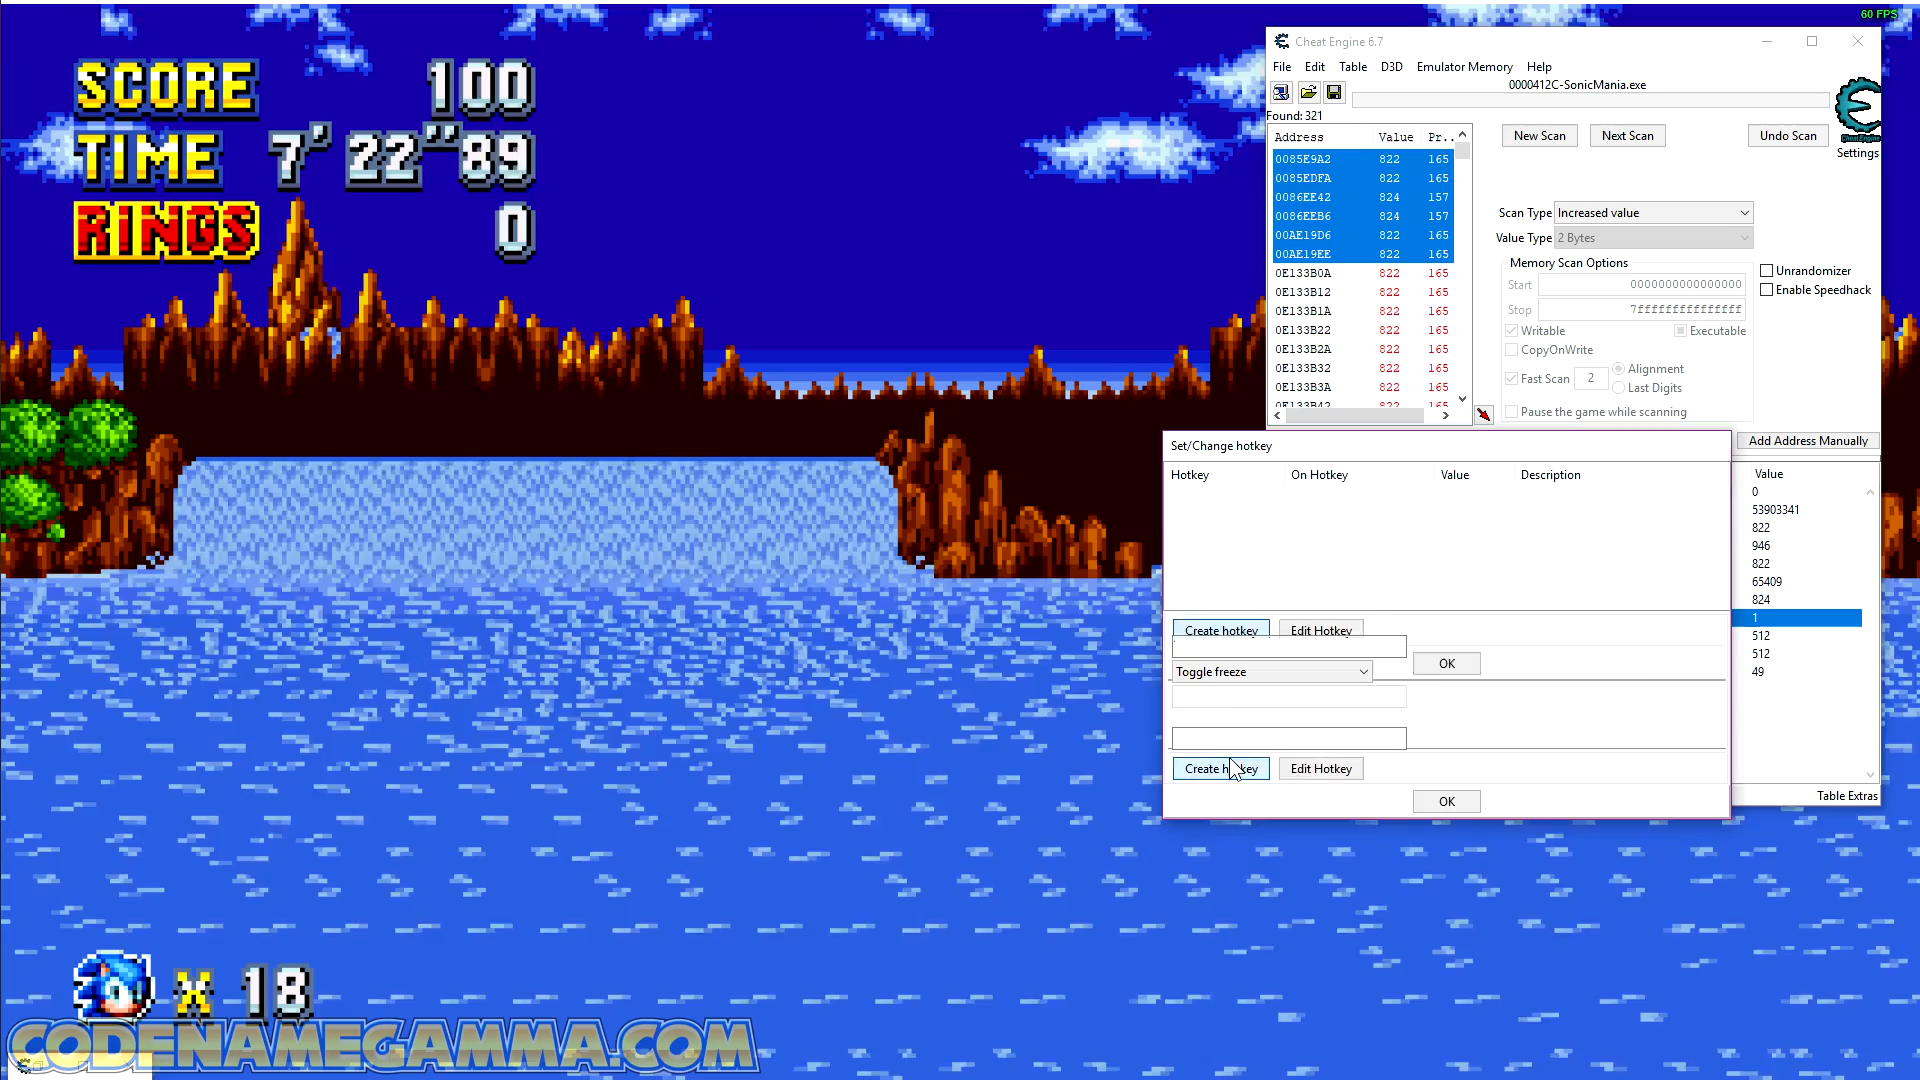 60 FPS
SCORE 100
TIME 7'22"89
RINGS 0
x 18
CODENAMEGAMMA.COM
Cheat Engine 6.7
File Edit Table D3D Emulator Memory Help
0000412C-SonicMania.exe
Found: 321
Address Value Pr..
0085E9A2 822 165
0085EDFA 822 165
0086EE42 824 157
0086EEB6 824 157
00AE19D6 822 165
00AE19EE 822 165
0E133B0A 822 165
0E133B12 822 165
0E133B1A 822 165
0E133B22 822 165
0E133B2A 822 165
0E133B32 822 165
0E133B3A 822 165
0E133B42 822 165
New Scan Next Scan Undo Scan
Settings
Scan Type Increased value
Value Type 2 Bytes
Memory Scan Options
Start 0000000000000000
Stop 7fffffffffffffff
Writable Executable
CopyOnWrite
Fast Scan 2 Alignment
Last Digits
Pause the game while scanning
Unrandomizer
Enable Speedhack
Add Address Manually
Value
0
53903341
822
946
822
65409
824
1
512
512
49
Table Extras
Set/Change hotkey
Hotkey On Hotkey Value Description
Create hotkey Edit Hotkey
OK
Toggle freeze
Create hotkey Edit Hotkey
OK